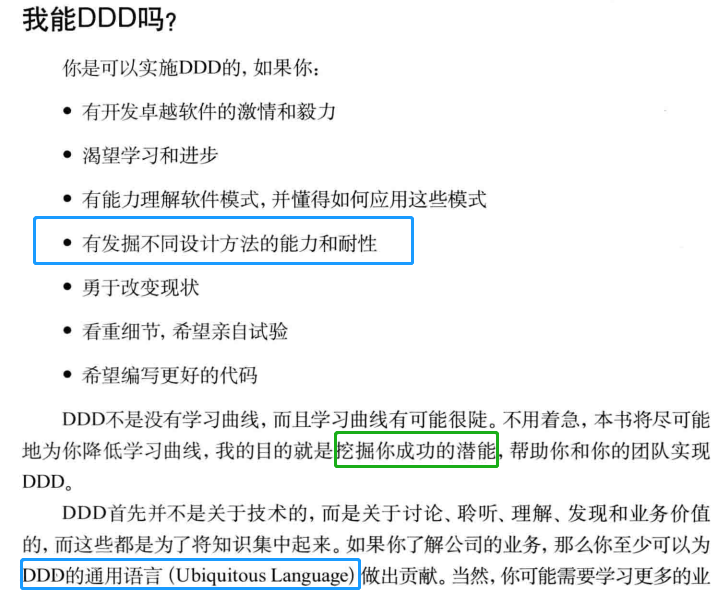 我能DDD吗?
你是可以实施DDD的, 如果你:
• 有开发卓越软件的激情和毅力
• 渴望学习和进步
• 有能力理解软件模式, 并懂得如何应用这些模式
• 有发掘不同设计方法的能力和耐性
• 勇于改变现状
• 看重细节, 希望亲自试验
• 希望编写更好的代码
DDD不是没有学习曲线, 而且学习曲线有可能很陡。不用着急, 本书将尽可能
地为你降低学习曲线, 我的目的就是挖掘你成功的潜能, 帮助你和你的团队实现
DDD。
DDD首先并不是关于技术的, 而是关于讨论、聆听、理解、发现和业务价值
的, 而这些都是为了将知识集中起来。如果你了解公司的业务, 那么你至少可以为
DDD的通用语言 (Ubiquitous Language) 做出贡献。当然, 你可能需要学习更多的业